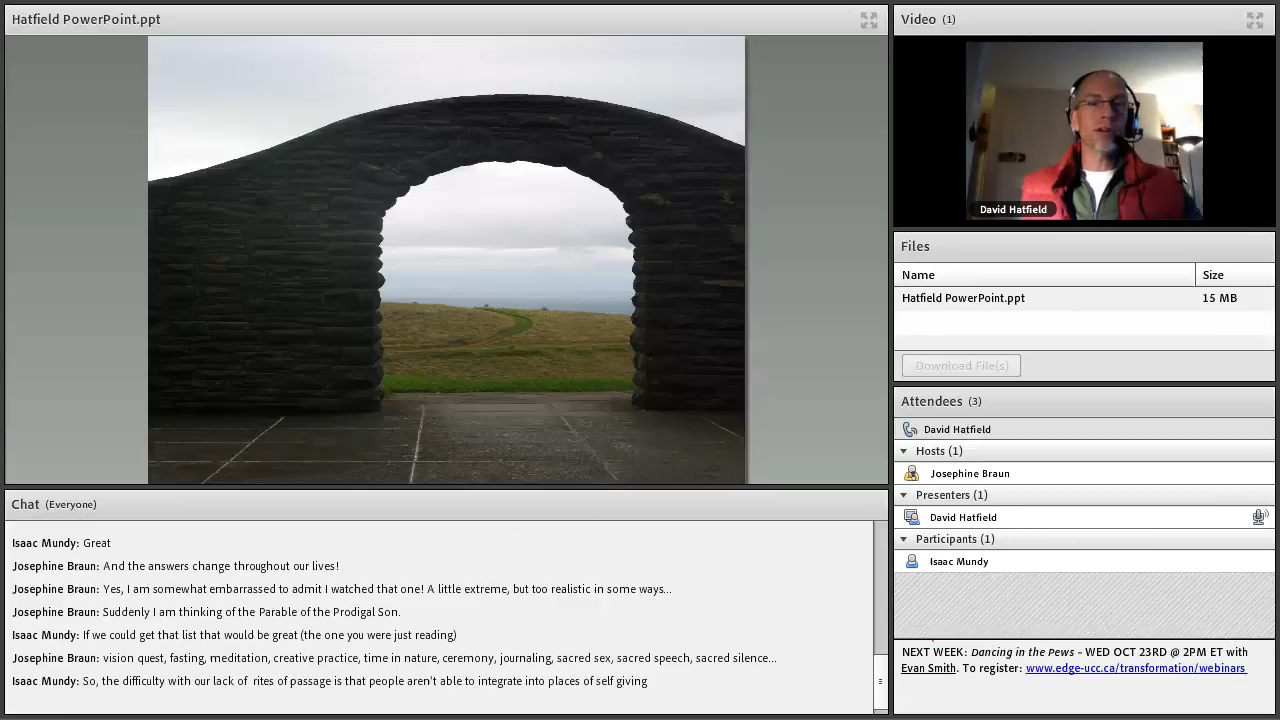 Hatfield PowerPoint.ppt
Chat (Everyone)
Isaac Mundy: Great
Josephine Braun: And the answers change throughout our lives!
Josephine Braun: Yes, I am somewhat embarrassed to admit I watched that one! A little extreme, but too realistic in some ways...
Josephine Braun: Suddenly I am thinking of the Parable of the Prodigal Son.
Isaac Mundy: If we could get that list that would be great (the one you were just reading)
Josephine Braun: vision quest, fasting, meditation, creative practice, time in nature, ceremony, journaling, sacred sex, sacred speech, sacred silence...
Isaac Mundy: So, the difficulty with our lack of rites of passage is that people aren't able to integrate into places of self giving
Video (1)
David Hatfield
Files
Name Size
Hatfield PowerPoint.ppt 15 MB
Download File(s)
Attendees (3)
David Hatfield
Hosts (1)
Josephine Braun
Presenters (1)
David Hatfield
Participants (1)
Isaac Mundy
NEXT WEEK: Dancing in the Pews - WED OCT 23RD @ 2PM ET with
Evan Smith. To register: www.edge-ucc.ca/transformation/webinars